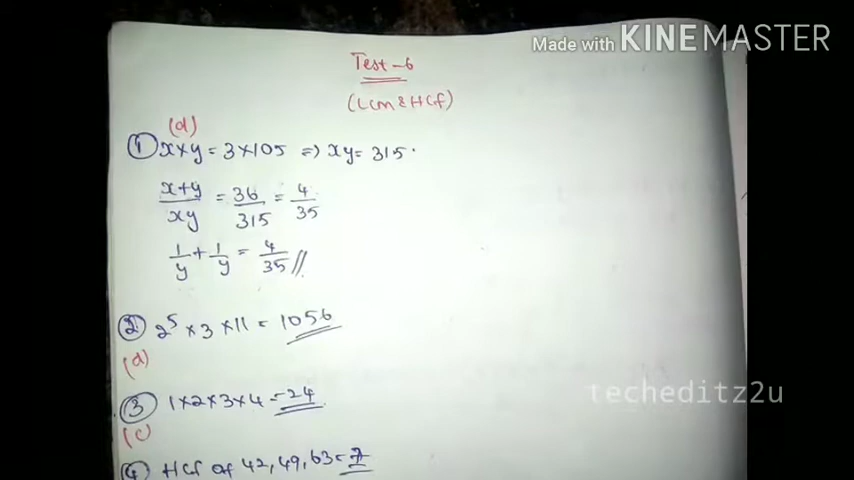 Made with KINEMASTER
Test-6
(LCM & HCF)
(d)
① x×y = 3×105 ⇒ xy = 315.
x+y/xy = 36/315 = 4/35
1/y + 1/y = 4/35 //
② 2⁵ × 3 × 11 = 1056
(d)
③ 1×2×3×4 = 24
(c)
④ HCF of 42, 49, 63 = 7
techeditz2u